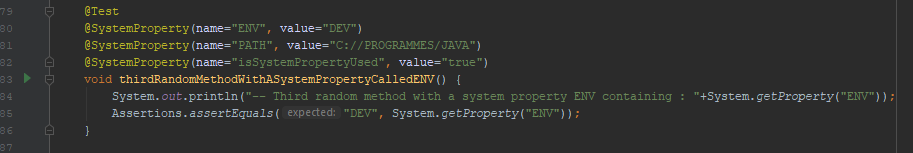 79 @Test
80 @SystemProperty(name="ENV", value="DEV")
81 @SystemProperty(name="PATH", value="C://PROGRAMMES/JAVA")
82 @SystemProperty(name="isSystemPropertyUsed", value="true")
83 void thirdRandomMethodWithASystemPropertyCalledENV() {
84 System.out.println("-- Third random method with a system property ENV containing : "+System.getProperty("ENV"));
85 Assertions.assertEquals( expected: "DEV", System.getProperty("ENV"));
86 }
87